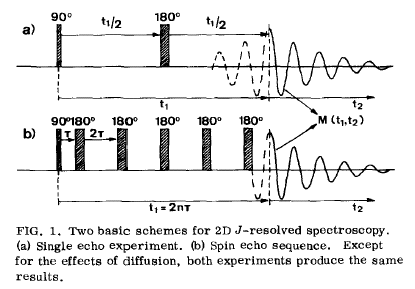 90° t₁/2 180° t₁/2
a)
t₁ t₂
M (t₁,t₂)
90°180° 180° 180° 180° 180°
τ 2τ
b)
t₁ = 2nτ t₂
FIG. 1. Two basic schemes for 2D J-resolved spectroscopy.
(a) Single echo experiment. (b) Spin echo sequence. Except
for the effects of diffusion, both experiments produce the same
results.